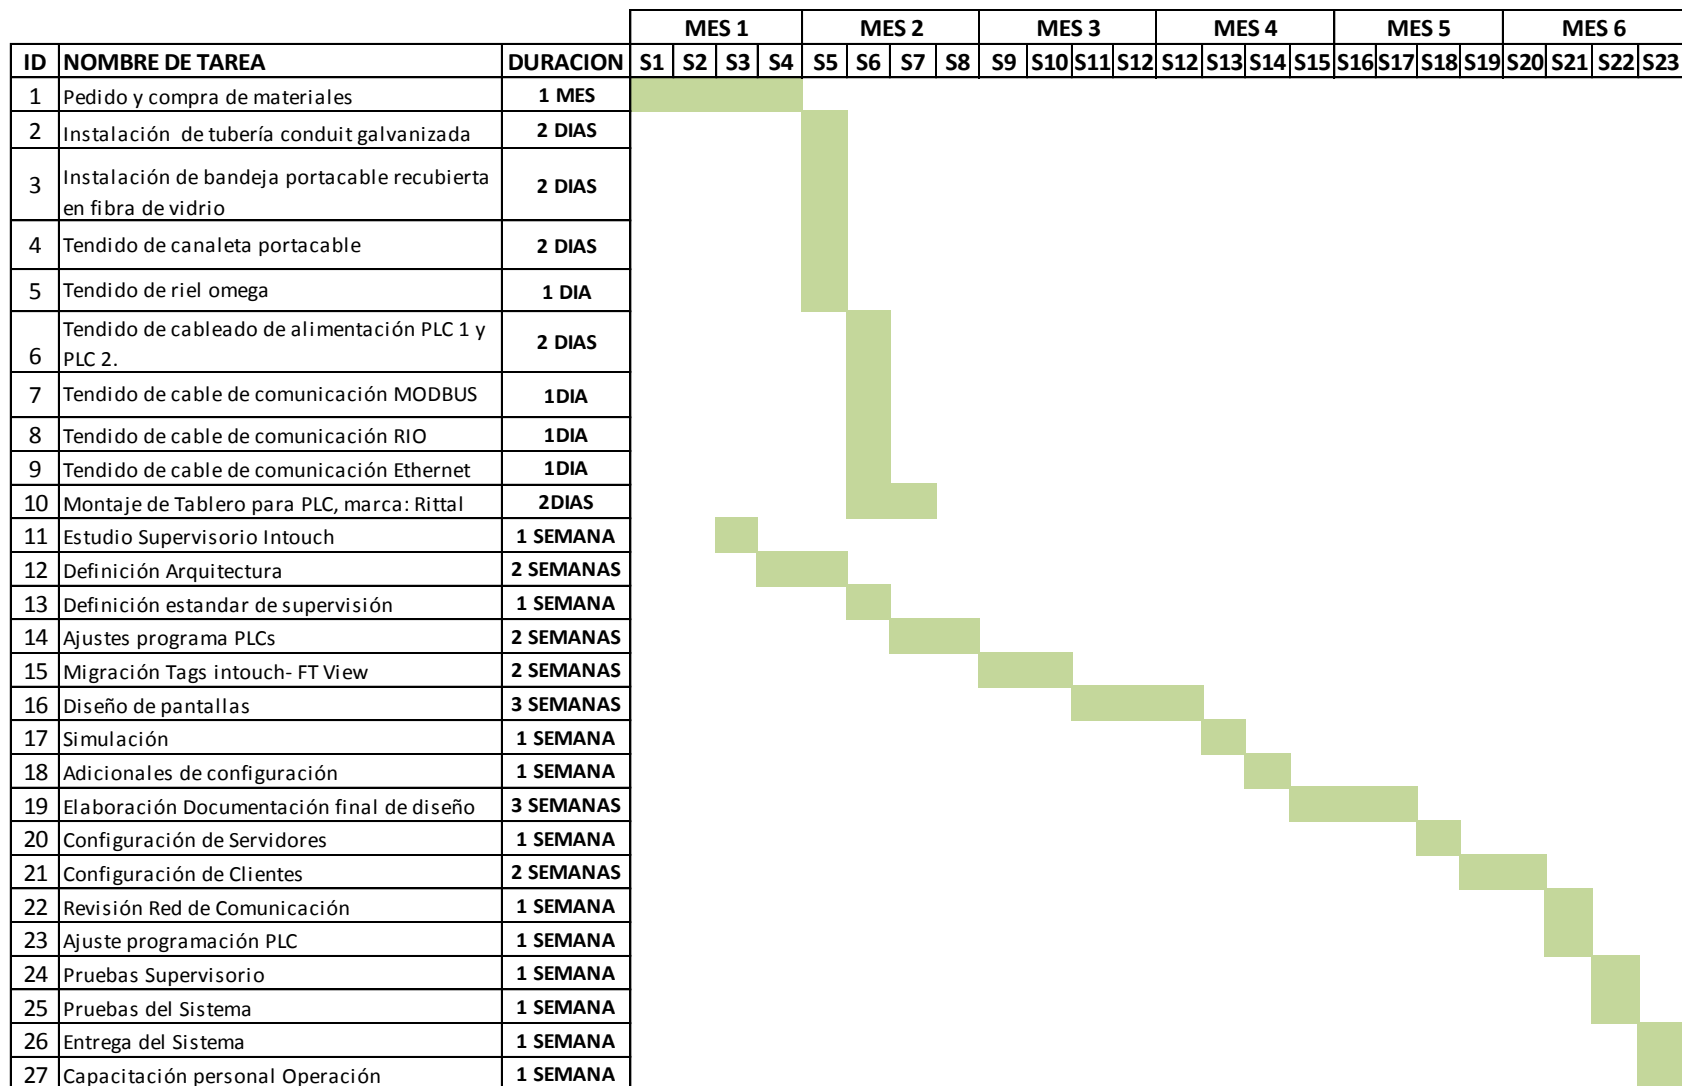 MES 1 MES 2 MES 3 MES 4 MES 5 MES 6
ID NOMBRE DE TAREA DURACION S1 S2 S3 S4 S5 S6 S7 S8 S9 S10 S11 S12 S12 S13 S14 S15 S16 S17 S18 S19 S20 S21 S22 S23
1 Pedido y compra de materiales 1 MES
2 Instalación de tubería conduit galvanizada 2 DIAS
3 Instalación de bandeja portacable recubierta 2 DIAS
en fibra de vidrio
4 Tendido de canaleta portacable 2 DIAS
5 Tendido de riel omega 1 DIA
Tendido de cableado de alimentación PLC 1 y 2 DIAS
6 PLC 2.
7 Tendido de cable de comunicación MODBUS 1DIA
8 Tendido de cable de comunicación RIO 1DIA
9 Tendido de cable de comunicación Ethernet 1DIA
10 Montaje de Tablero para PLC, marca: Rittal 2DIAS
11 Estudio Supervisorio Intouch 1 SEMANA
12 Definición Arquitectura 2 SEMANAS
13 Definición estandar de supervisión 1 SEMANA
14 Ajustes programa PLCs 2 SEMANAS
15 Migración Tags intouch- FT View 2 SEMANAS
16 Diseño de pantallas 3 SEMANAS
17 Simulación 1 SEMANA
18 Adicionales de configuración 1 SEMANA
19 Elaboración Documentación final de diseño 3 SEMANAS
20 Configuración de Servidores 1 SEMANA
21 Configuración de Clientes 2 SEMANAS
22 Revisión Red de Comunicación 1 SEMANA
23 Ajuste programación PLC 1 SEMANA
24 Pruebas Supervisorio 1 SEMANA
25 Pruebas del Sistema 1 SEMANA
26 Entrega del Sistema 1 SEMANA
27 Capacitación personal Operación 1 SEMANA